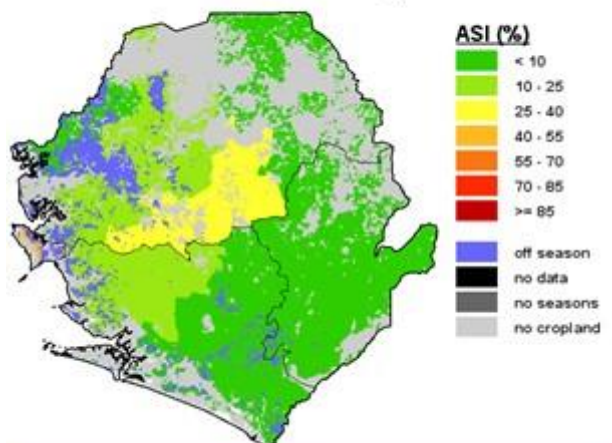 ASI (%)
< 10
10 - 25
25 - 40
40 - 55
55 - 70
70 - 85
>= 85
off season
no data
no seasons
no cropland